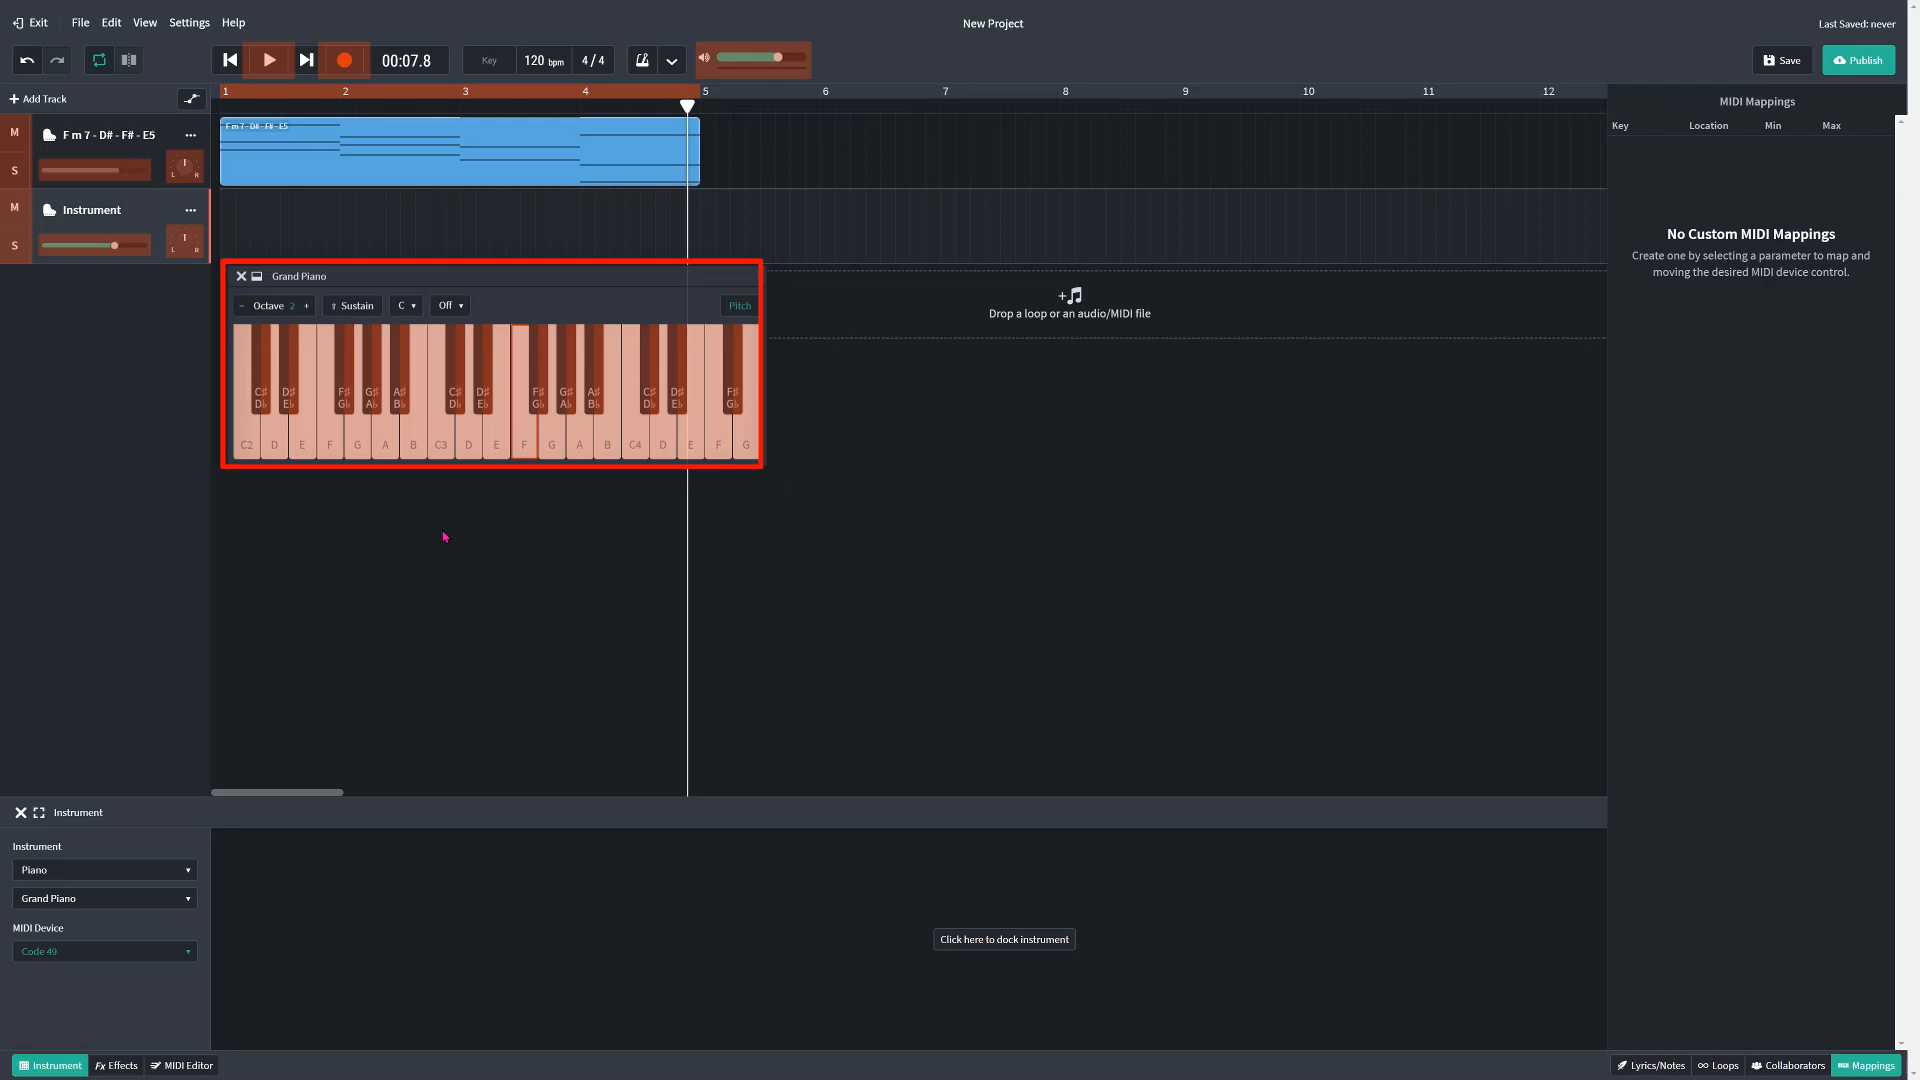 Exit File Edit View Settings Help
New Project
Last Saved: never
00:07.8
Key
120 bpm
4 / 4
Save
Publish
+ Add Track
1 2 3 4 5 6 7 8 9 10 11 12
MIDI Mappings
Key Location Min Max
M
F m 7 - D# - F# - E5
S
L R
F m 7 - D# - F# - E5
M
Instrument
S
L R
No Custom MIDI Mappings
Create one by selecting a parameter to map and
moving the desired MIDI device control.
Grand Piano
- Octave 2 +
⇧ Sustain
C
Off
Pitch
C♯ D♯ F♯ G♯ A♯ C♯ D♯ F♯ G♯ A♯ C♯ D♯ F♯
D♭ E♭ G♭ A♭ B♭ D♭ E♭ G♭ A♭ B♭ D♭ E♭ G♭
C2 D E F G A B C3 D E F G A B C4 D E F G
Drop a loop or an audio/MIDI file
Instrument
Instrument
Piano
Grand Piano
MIDI Device
Code 49
Click here to dock instrument
Instrument
Fx Effects
MIDI Editor
Lyrics/Notes
Loops
Collaborators
Mappings